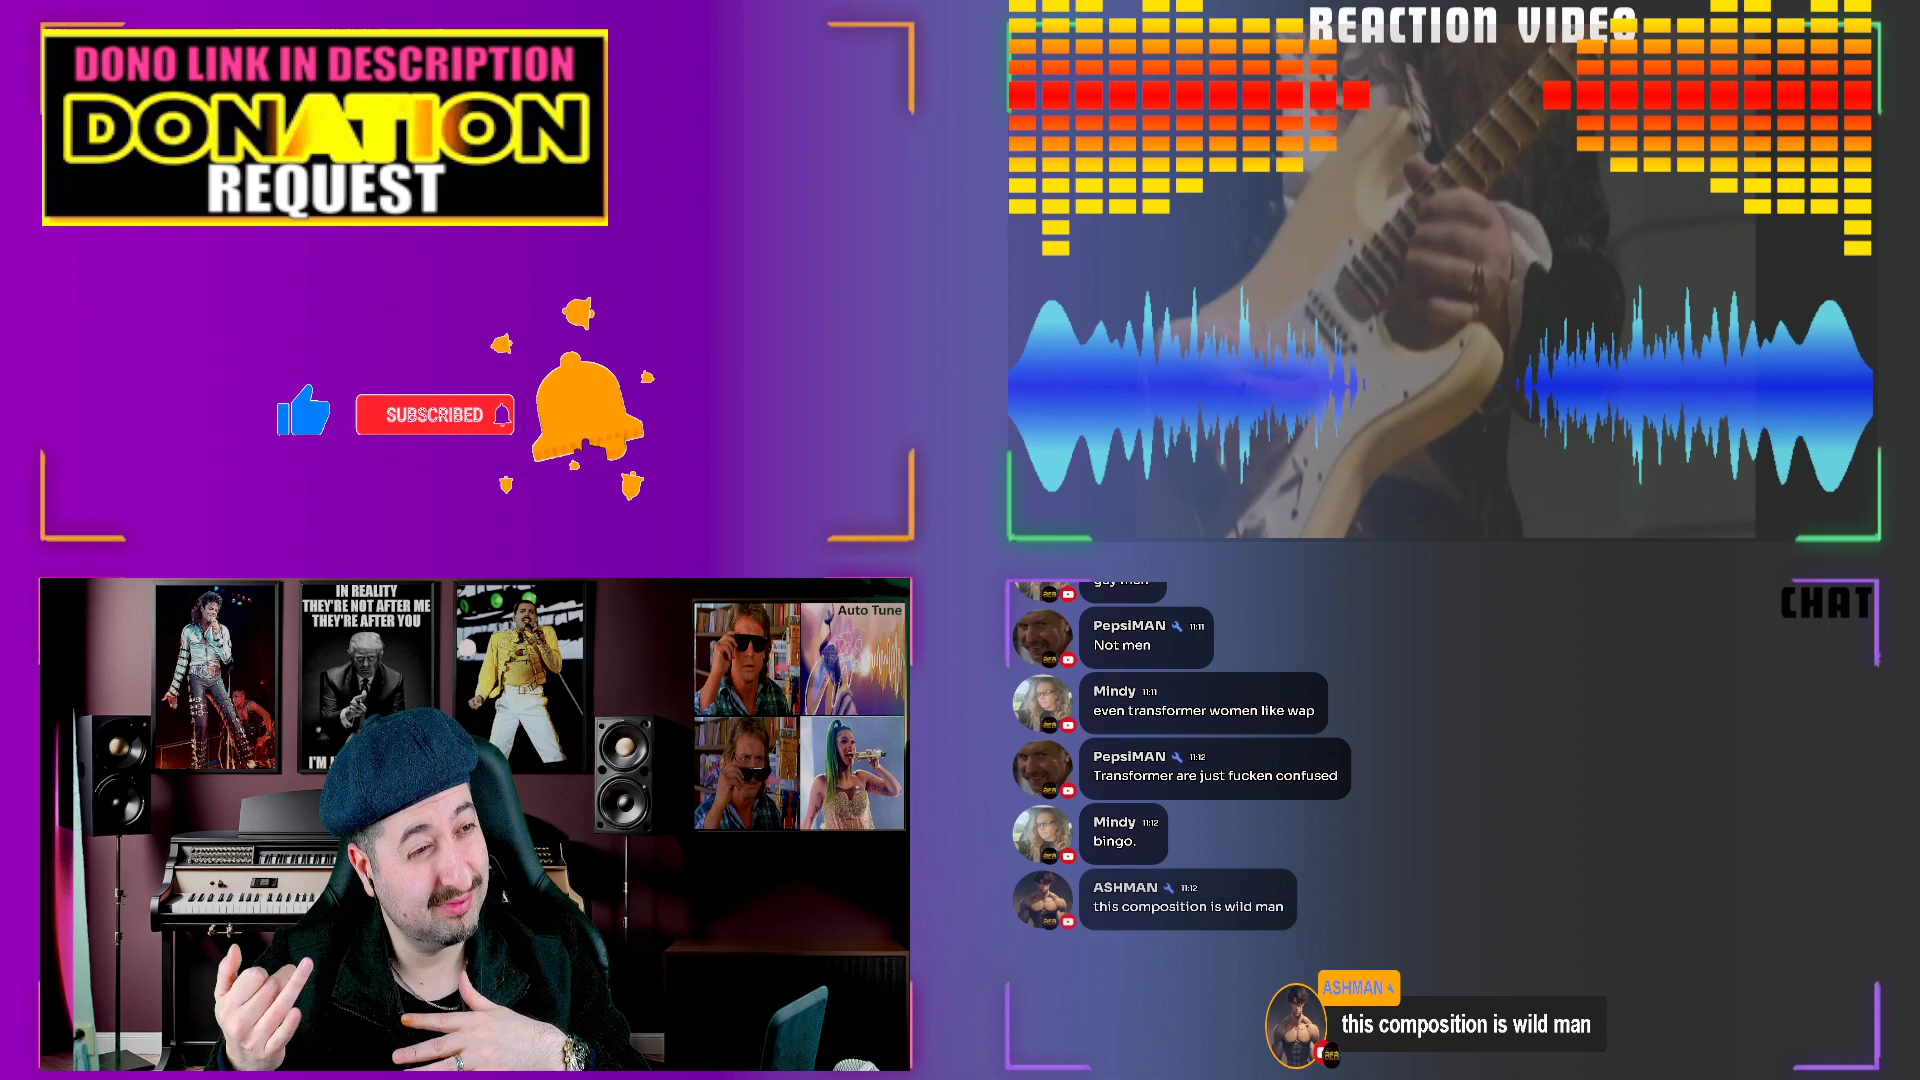 DONO LINK IN DESCRIPTION
DONATION
REQUEST
SUBSCRIBED
REACTION VIDEO
IN REALITY
THEY'RE NOT AFTER ME
THEY'RE AFTER YOU
Auto Tune
CHAT
PepsiMAN 11:11
Not men
Mindy 11:11
even transformer women like wap
PepsiMAN 11:12
Transformer are just fucken confused
Mindy 11:12
bingo.
ASHMAN 11:12
this composition is wild man
ASHMAN
this composition is wild man